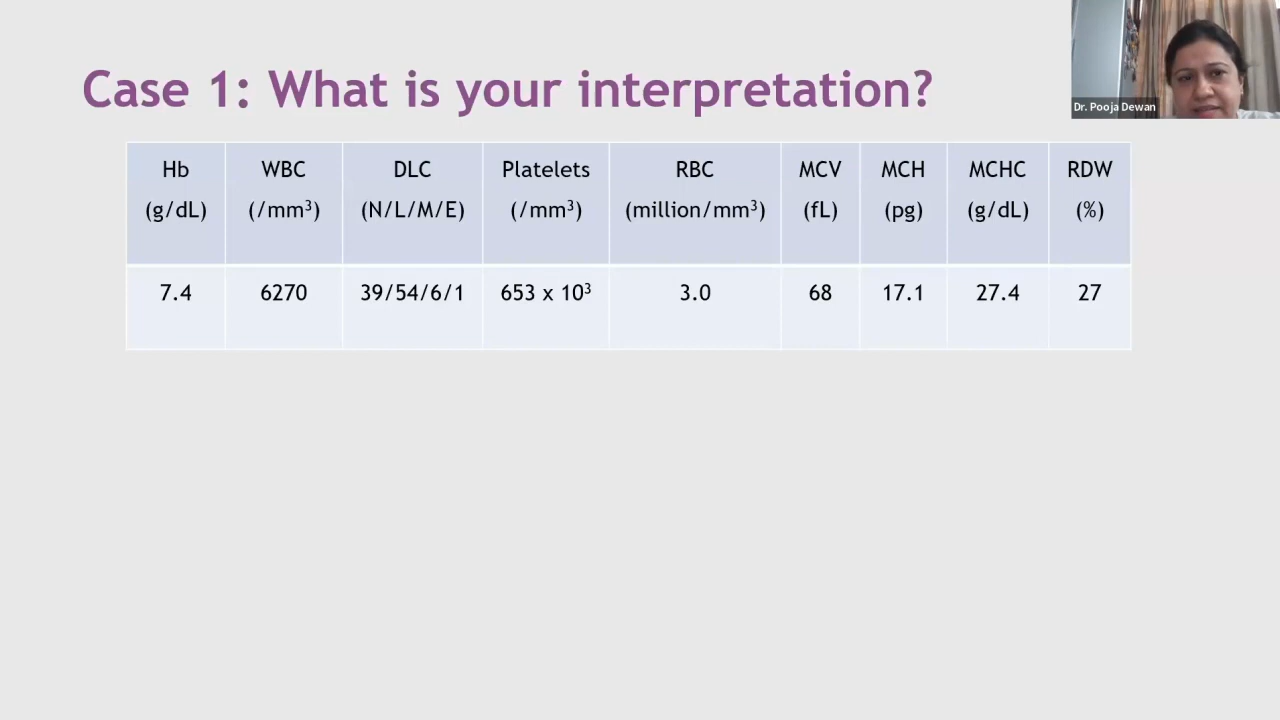 Dr. Pooja Dewan
Case 1: What is your interpretation?
Hb WBC DLC Platelets RBC MCV MCH MCHC RDW
(g/dL) (/mm³) (N/L/M/E) (/mm³) (million/mm³) (fL) (pg) (g/dL) (%)
7.4 6270 39/54/6/1 653 x 10³ 3.0 68 17.1 27.4 27